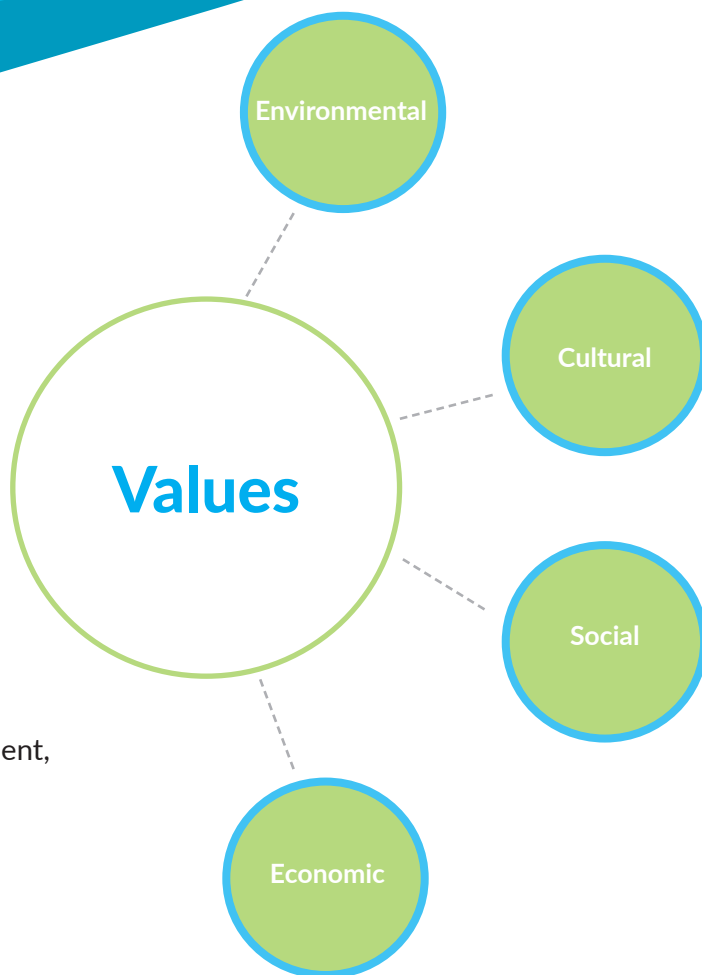 Environmental
Cultural
Values
Social
ent,
Economic